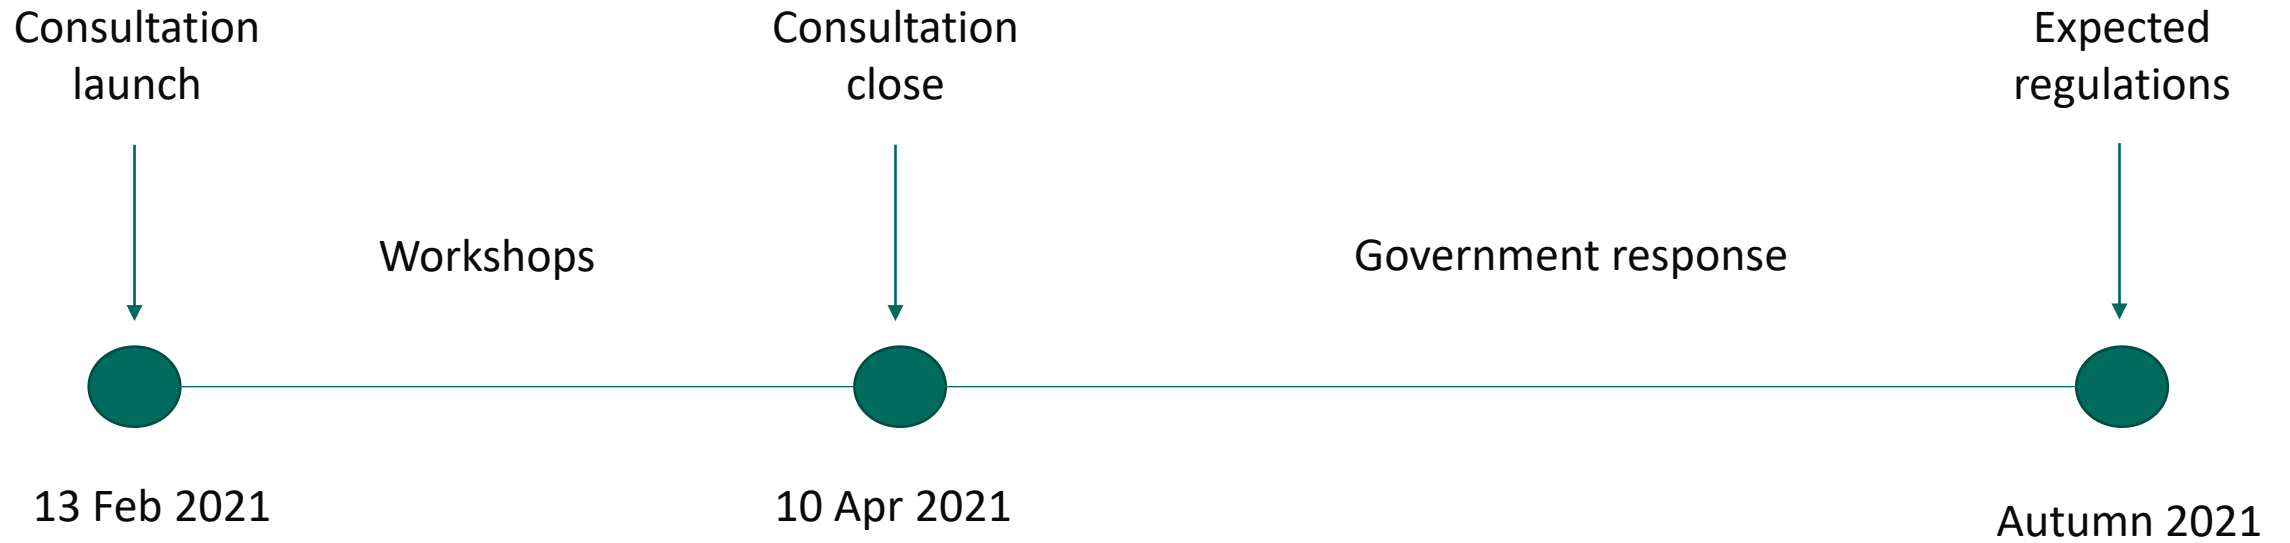 Consultation
launch
Consultation
close
Expected
regulations
Workshops
Government response
13 Feb 2021
10 Apr 2021
Autumn 2021